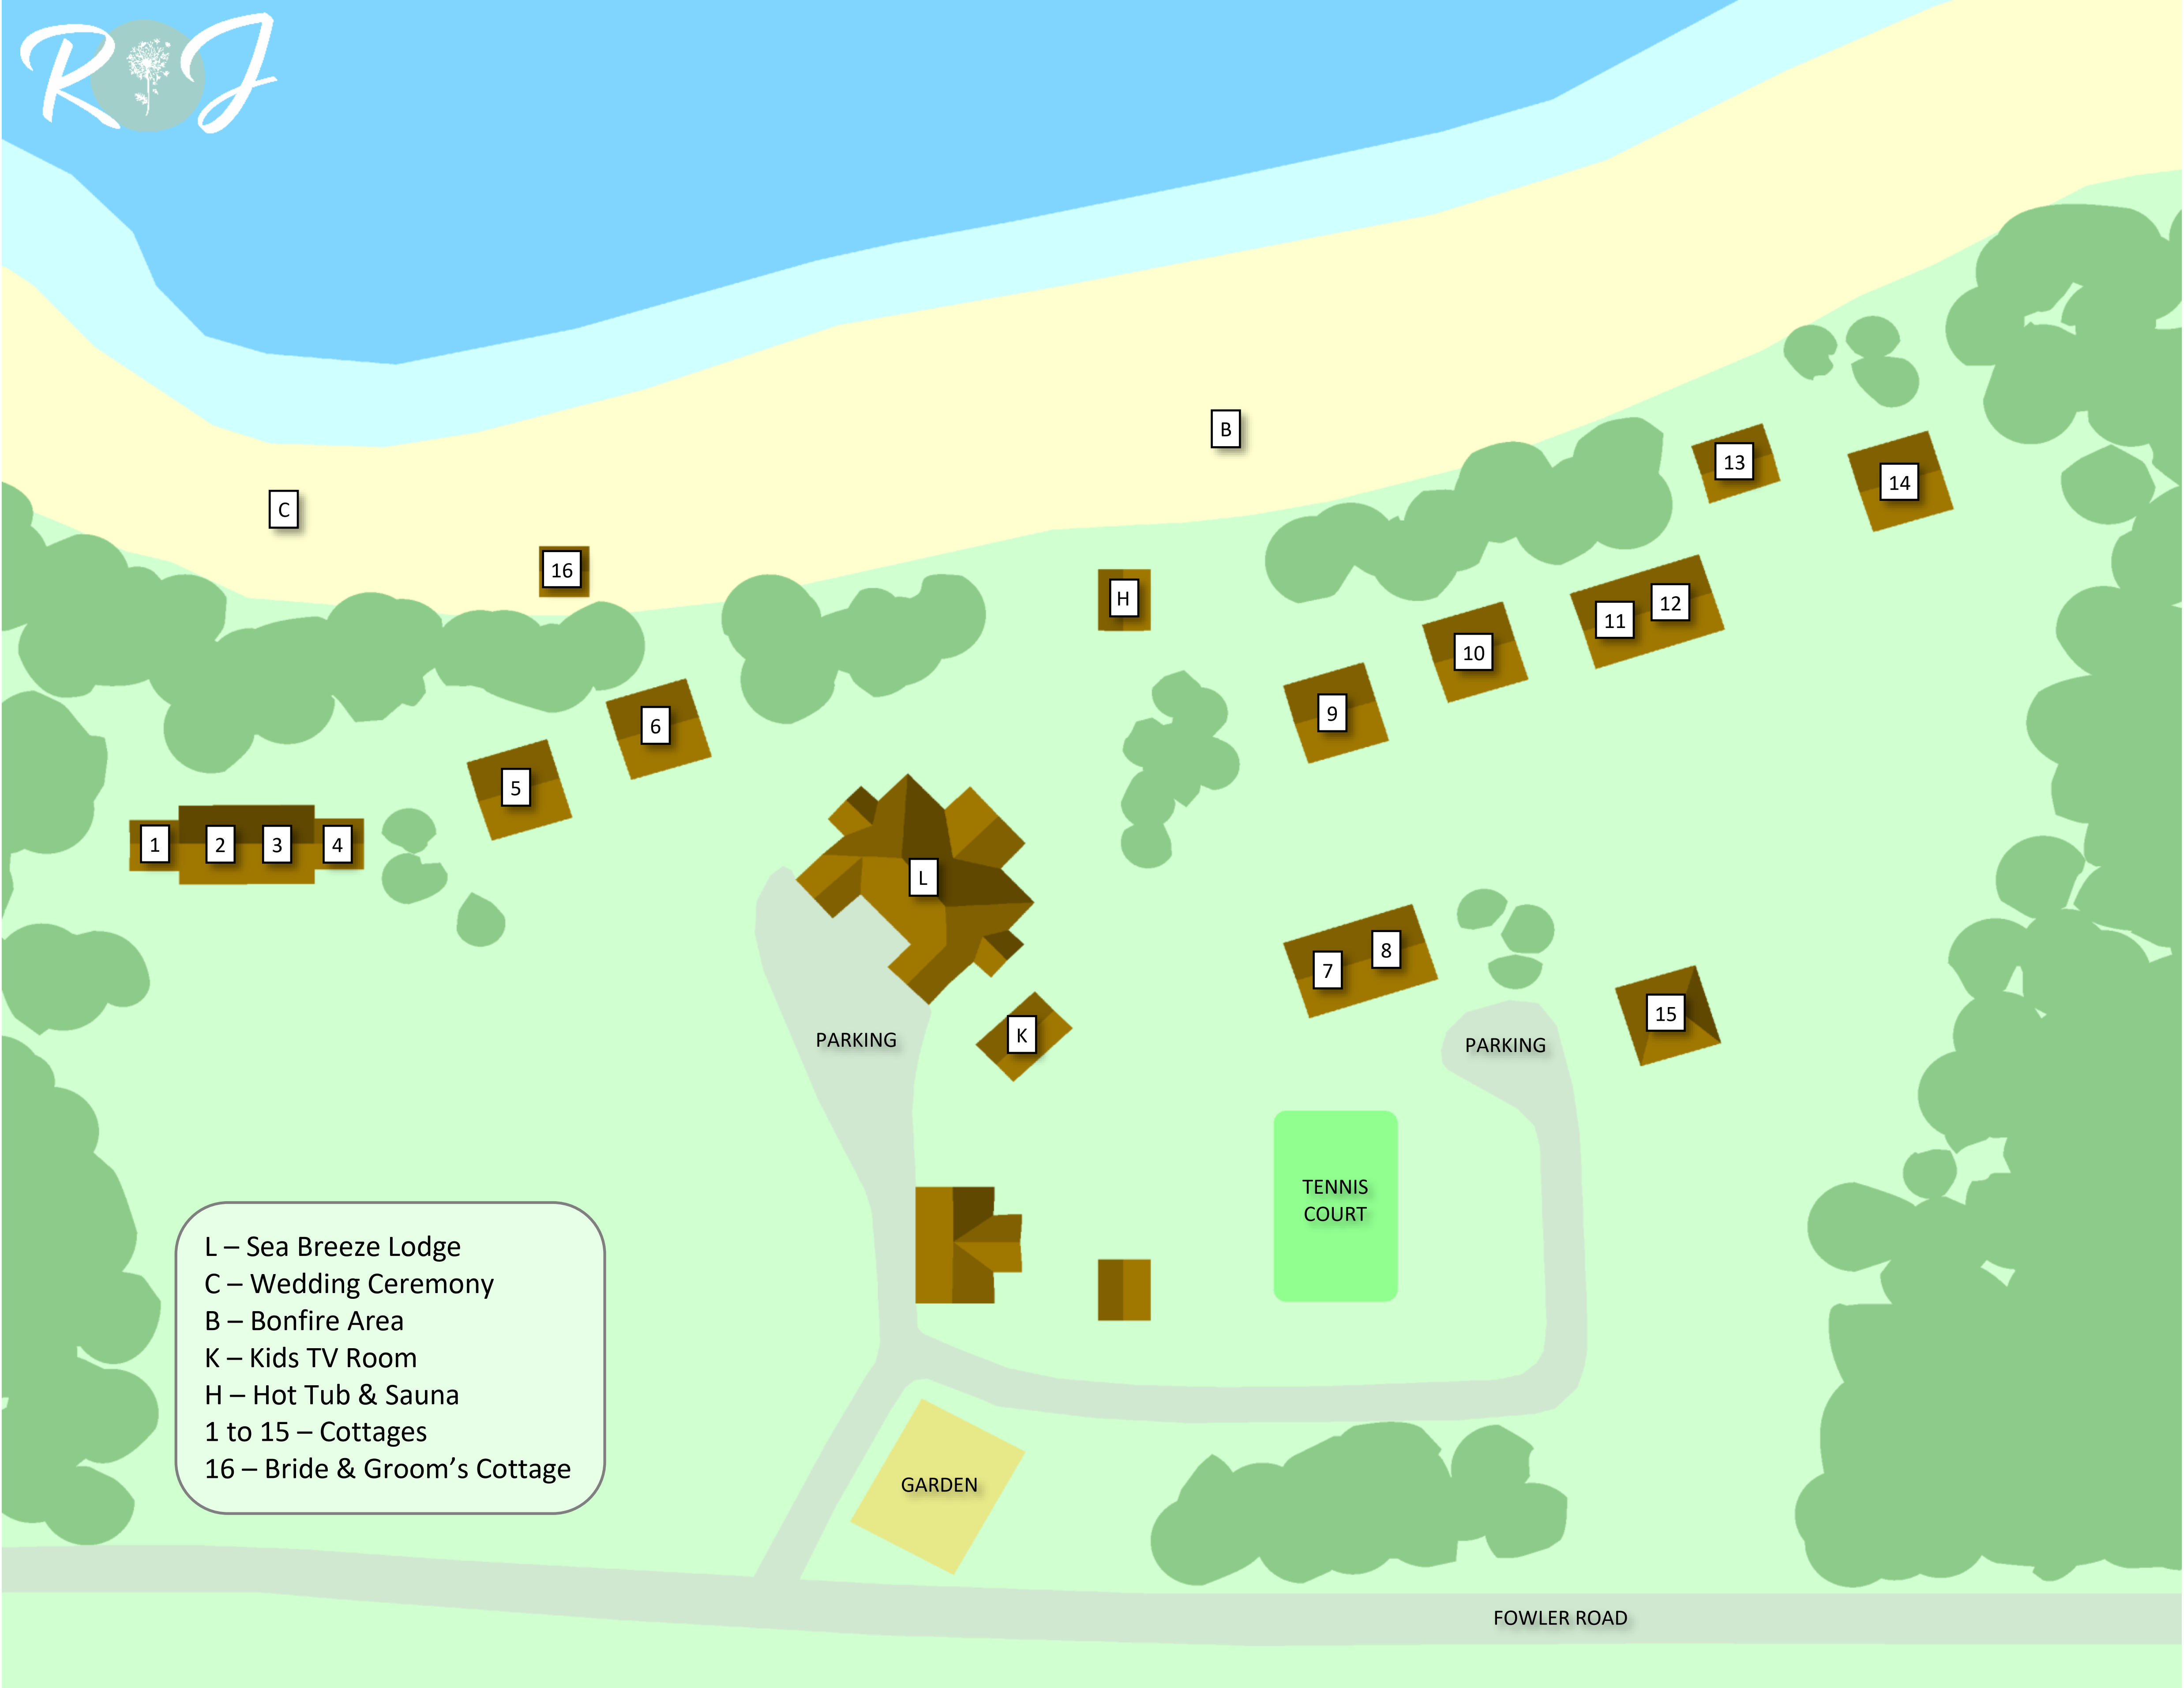 R J
B
C
13
14
16
H
12
11
10
9
6
5
1
2
3
4
L
8
7
15
K
PARKING
PARKING
TENNIS
COURT
L – Sea Breeze Lodge
C – Wedding Ceremony
B – Bonfire Area
K – Kids TV Room
H – Hot Tub & Sauna
1 to 15 – Cottages
16 – Bride & Groom’s Cottage
GARDEN
FOWLER ROAD